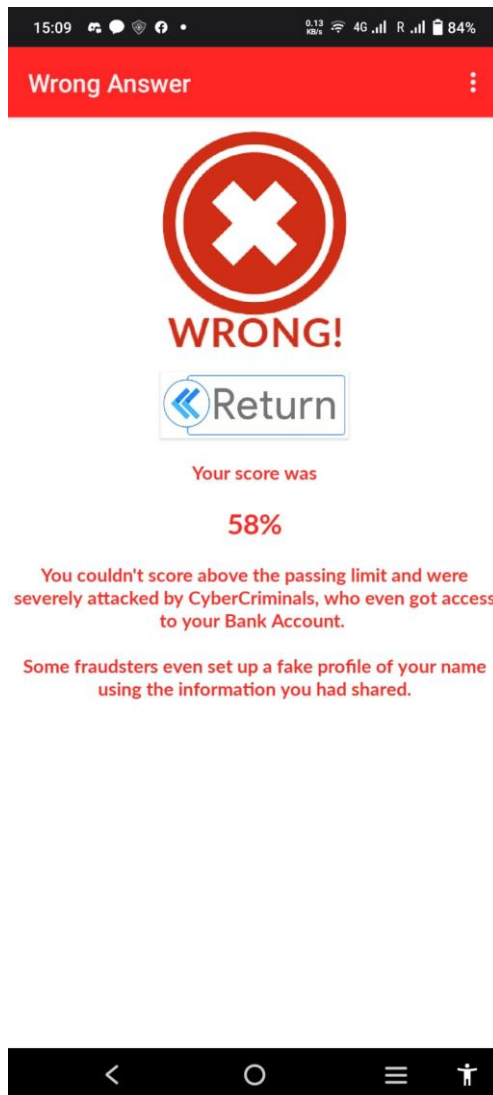 15:09 0.13 KB/s 4G R 84%
Wrong Answer
WRONG!
Return
Your score was
58%
You couldn't score above the passing limit and were
severely attacked by CyberCriminals, who even got access
to your Bank Account.
Some fraudsters even set up a fake profile of your name
using the information you had shared.